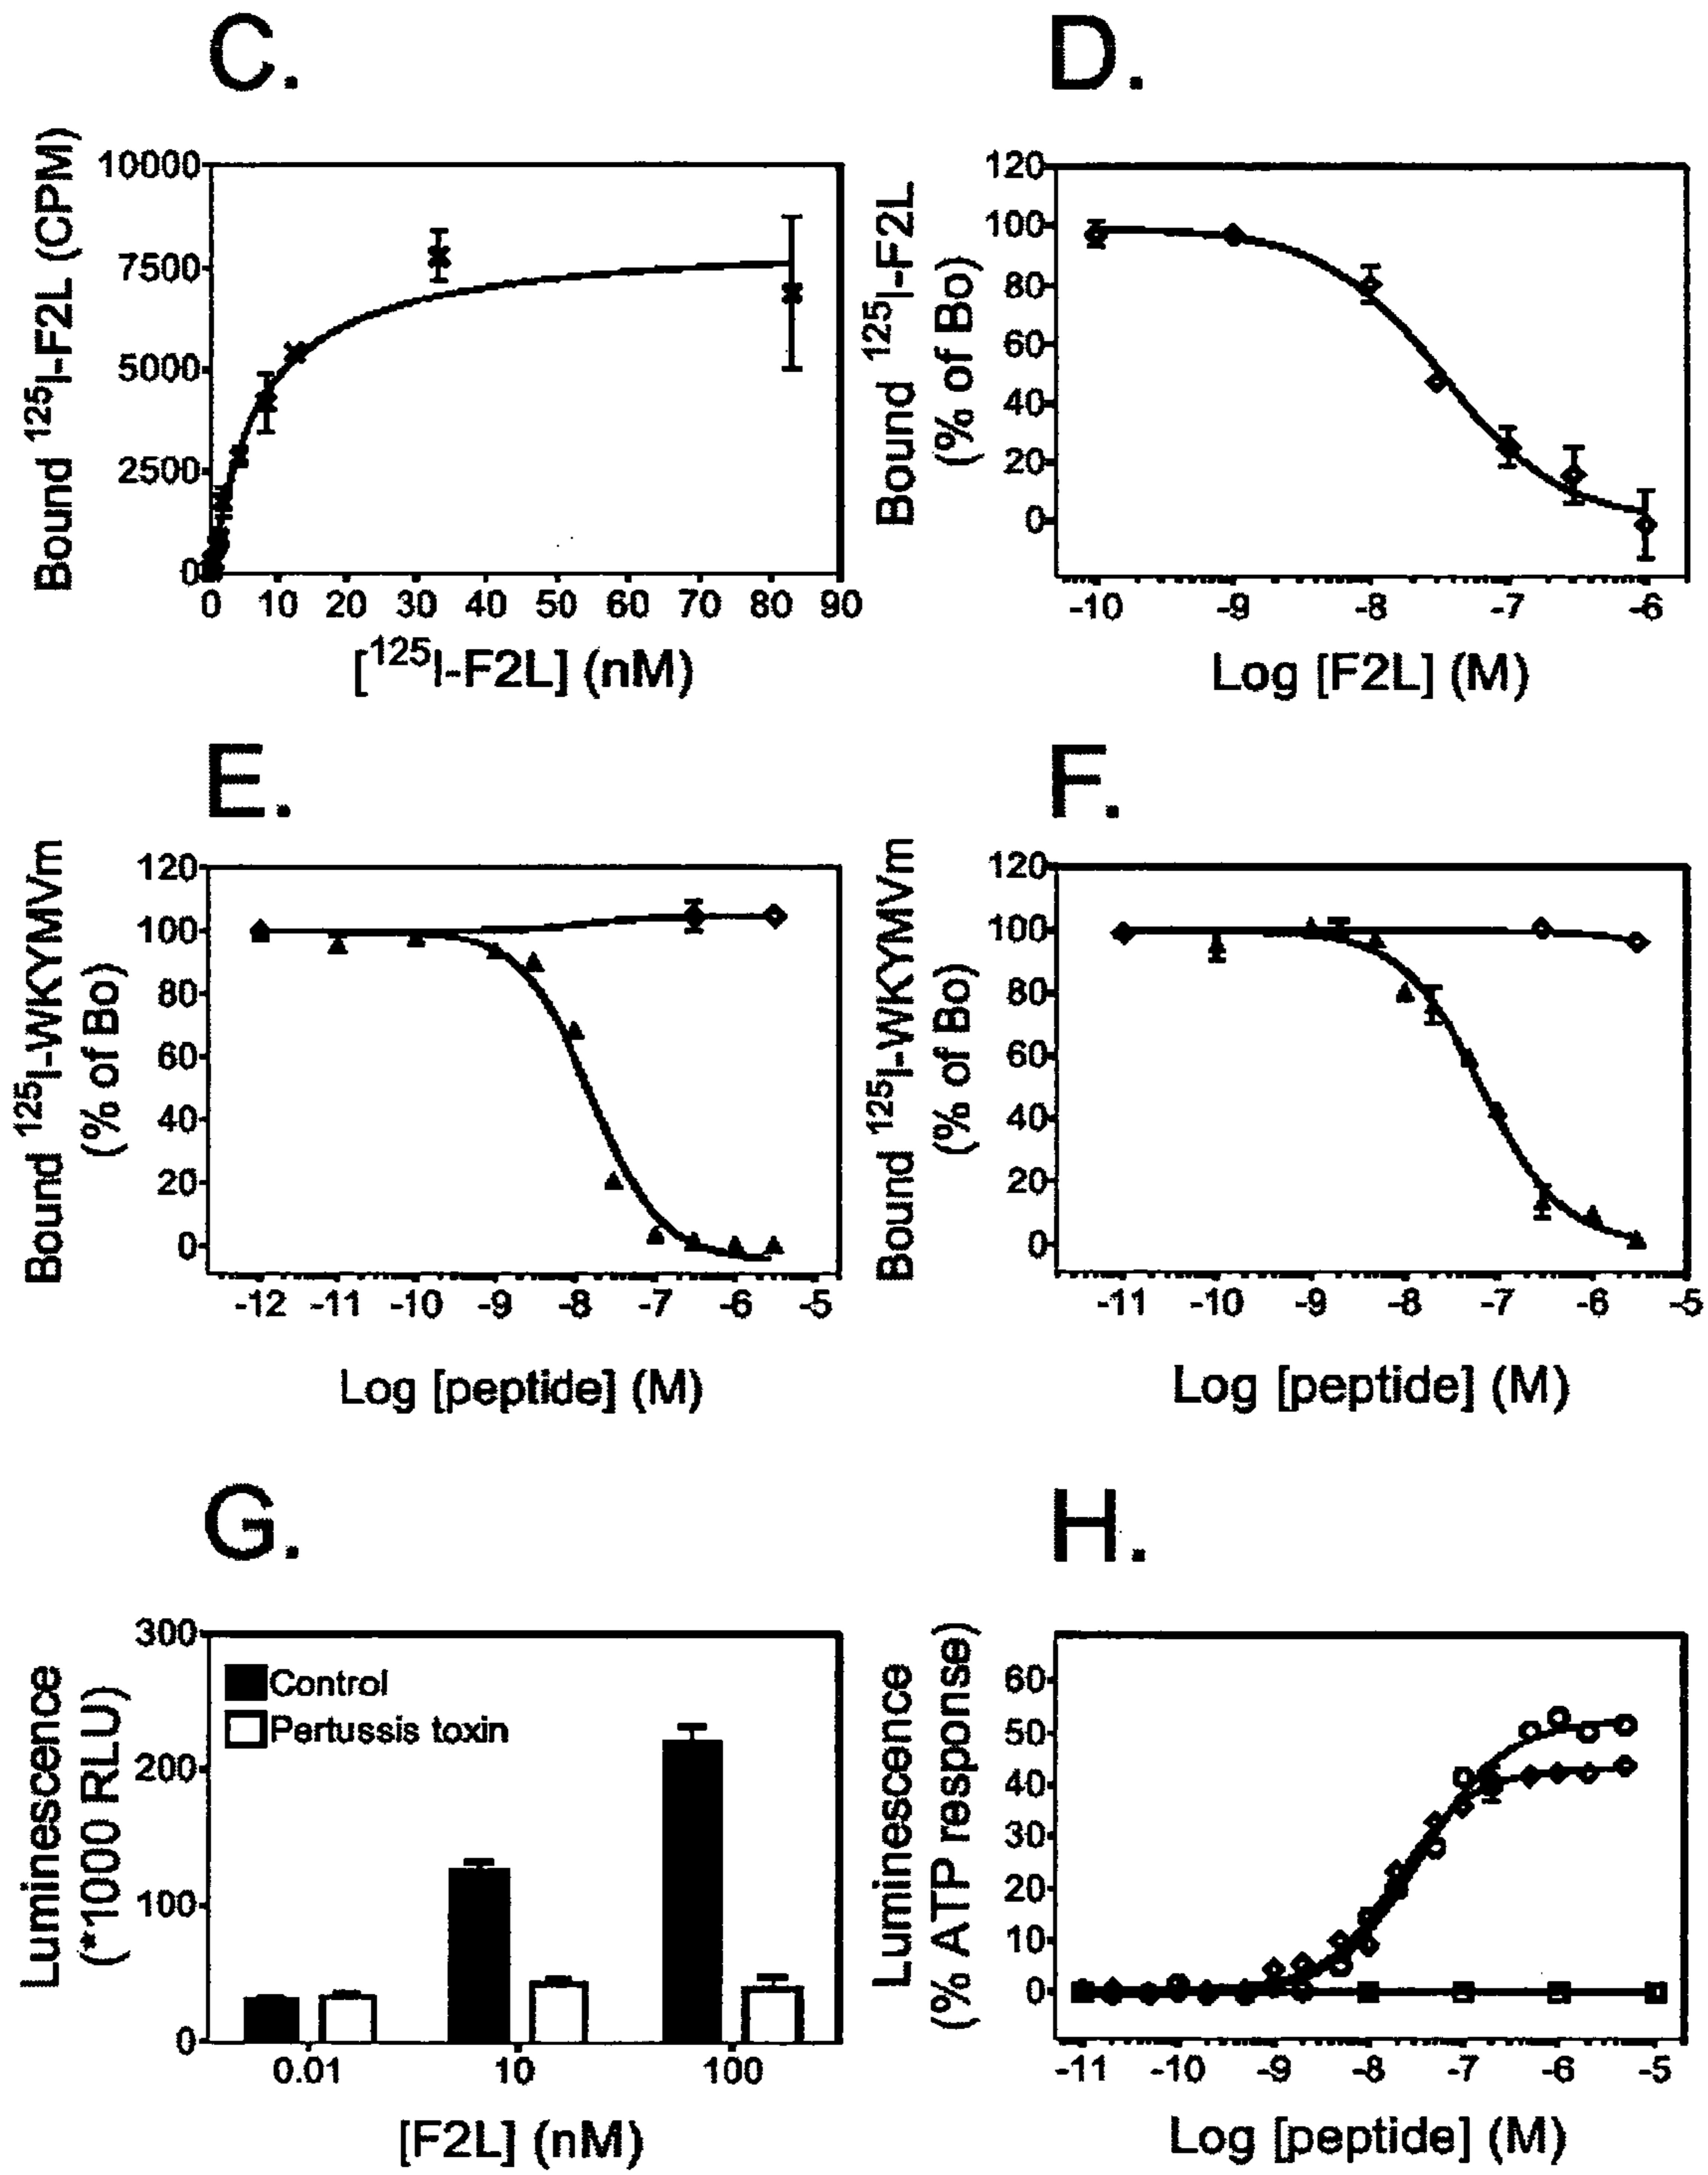 C.
Bound 125I-F2L (CPM)
10000
7500
5000
2500
0
0 10 20 30 40 50 60 70 80 90
[125I-F2L] (nM)
D.
Bound 125I-F2L
(% of Bo)
120
100
80
60
40
20
0
-10 -9 -8 -7 -6
Log [F2L] (M)
E.
Bound 125I-WKYMVm
(% of Bo)
120
100
80
60
40
20
0
-12 -11 -10 -9 -8 -7 -6 -5
Log [peptide] (M)
F.
Bound 125I-WKYMVm
(% of Bo)
120
100
80
60
40
20
0
-11 -10 -9 -8 -7 -6 -5
Log [peptide] (M)
G.
Luminescence
(*1000 RLU)
300
200
100
0
Control
Pertussis toxin
0.01 10 100
[F2L] (nM)
H.
Luminescence
(% ATP response)
60
50
40
30
20
10
0
-11 -10 -9 -8 -7 -6 -5
Log [peptide] (M)